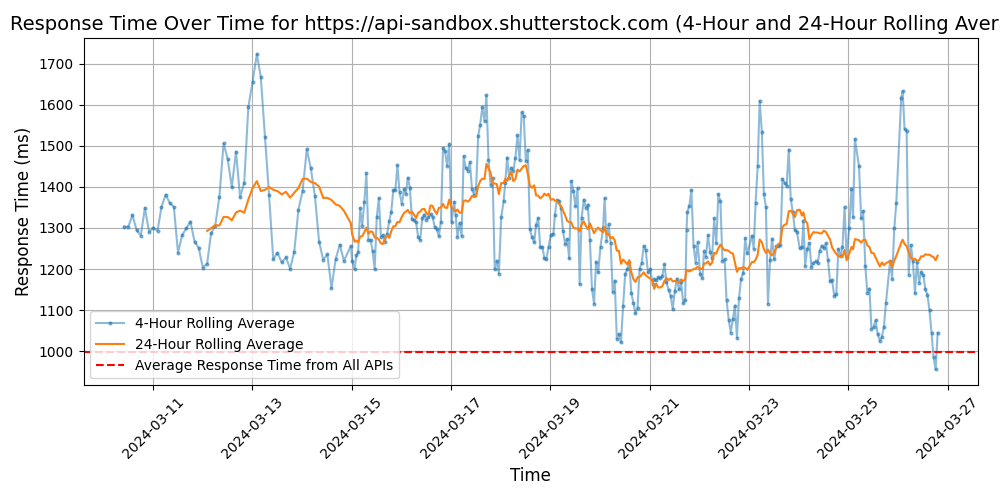 Response Time Over Time for https://api-sandbox.shutterstock.com (4-Hour and 24-Hour Rolling Aver
Response Time (ms)
1700
1600
1500
1400
1300
1200
1100
1000
4-Hour Rolling Average
24-Hour Rolling Average
Average Response Time from All APIs
2024-03-11
2024-03-13
2024-03-15
2024-03-17
2024-03-19
2024-03-21
2024-03-23
2024-03-25
2024-03-27
Time